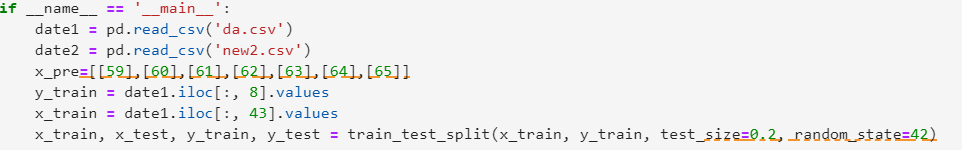 if __name__ == '__main__':
    date1 = pd.read_csv('da.csv')
    date2 = pd.read_csv('new2.csv')
    x_pre=[[59],[60],[61],[62],[63],[64],[65]]
    y_train = date1.iloc[:, 8].values
    x_train = date1.iloc[:, 43].values
    x_train, x_test, y_train, y_test = train_test_split(x_train, y_train, test_size=0.2, random_state=42)